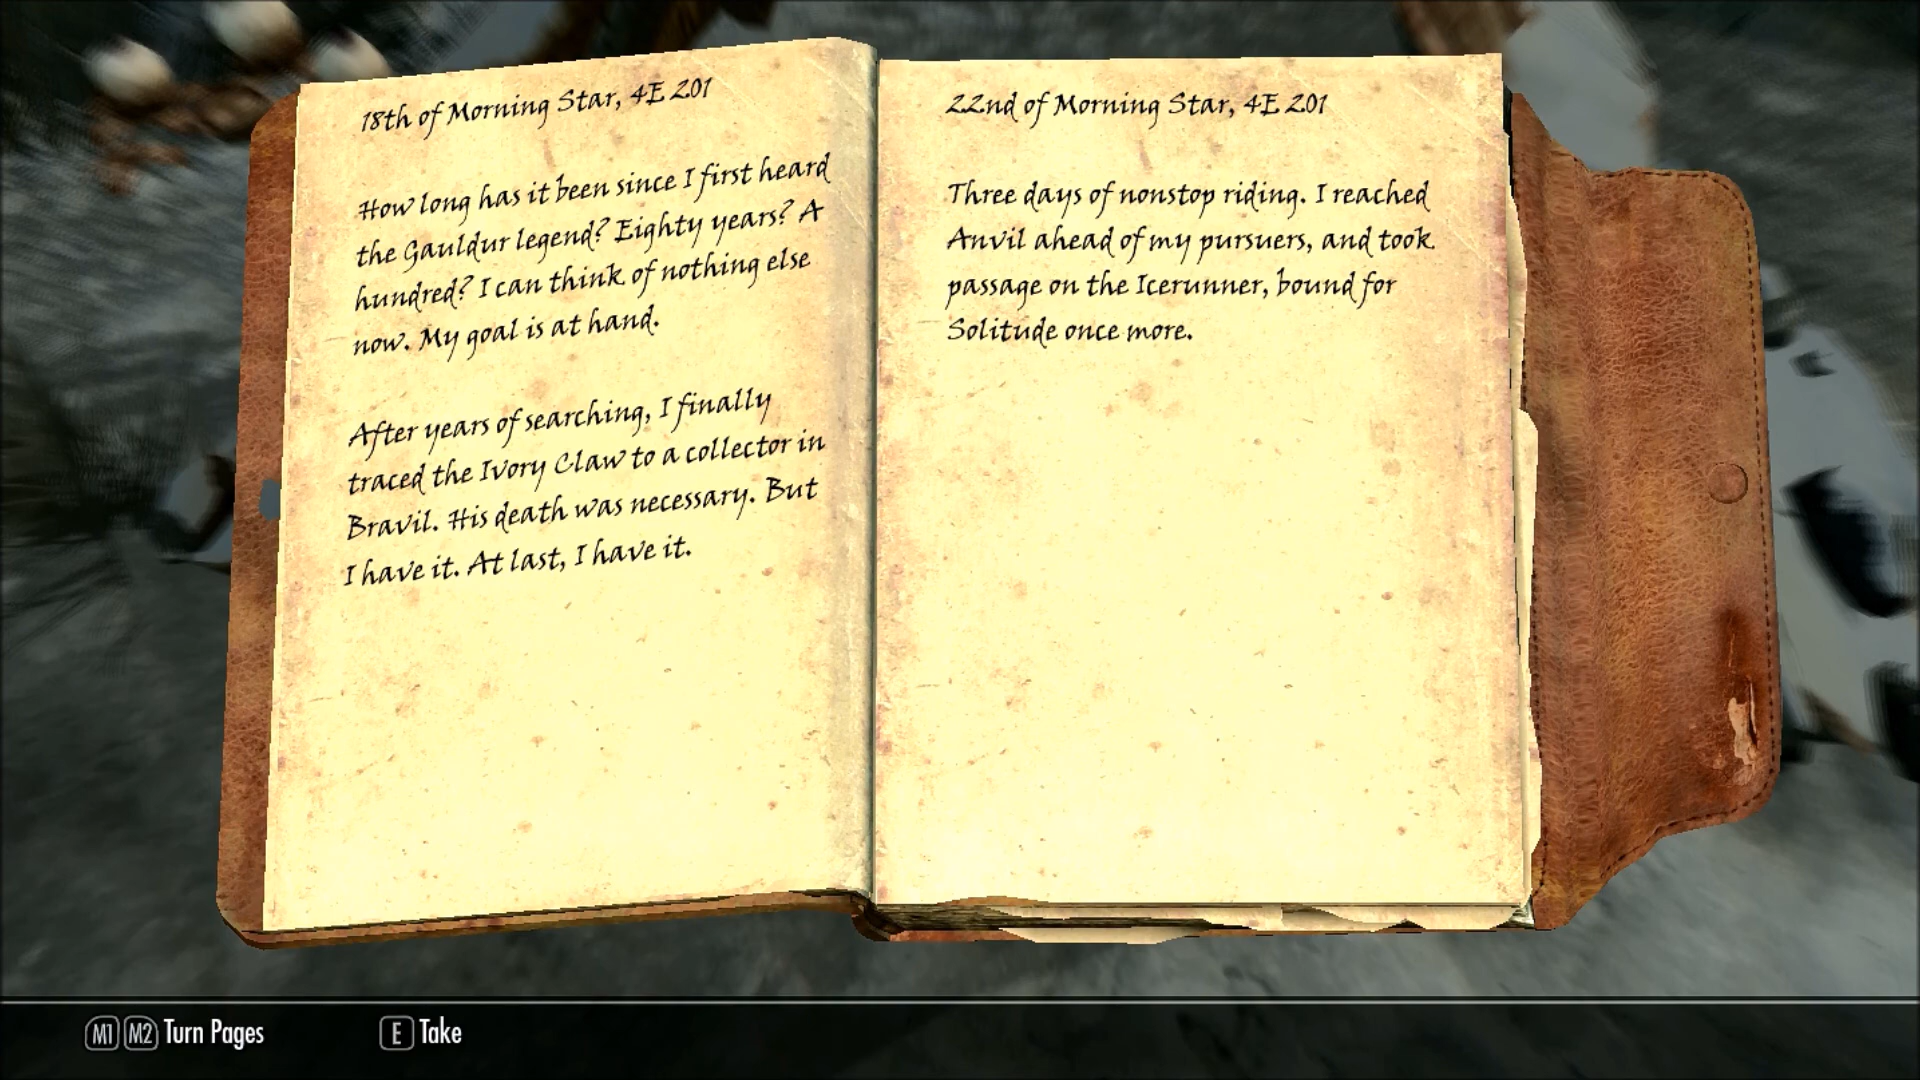 18th of Morning Star, 4E 201
How long has it been since I first heard
the Gauldur legend? Eighty years? A
hundred? I can think of nothing else
now. My goal is at hand.
After years of searching, I finally
traced the Ivory Claw to a collector in
Bravil. His death was necessary. But
I have it. At last, I have it.
22nd of Morning Star, 4E 201
Three days of nonstop riding. I reached
Anvil ahead of my pursuers, and took
passage on the Icerunner, bound for
Solitude once more.
M1 M2 Turn Pages
E Take